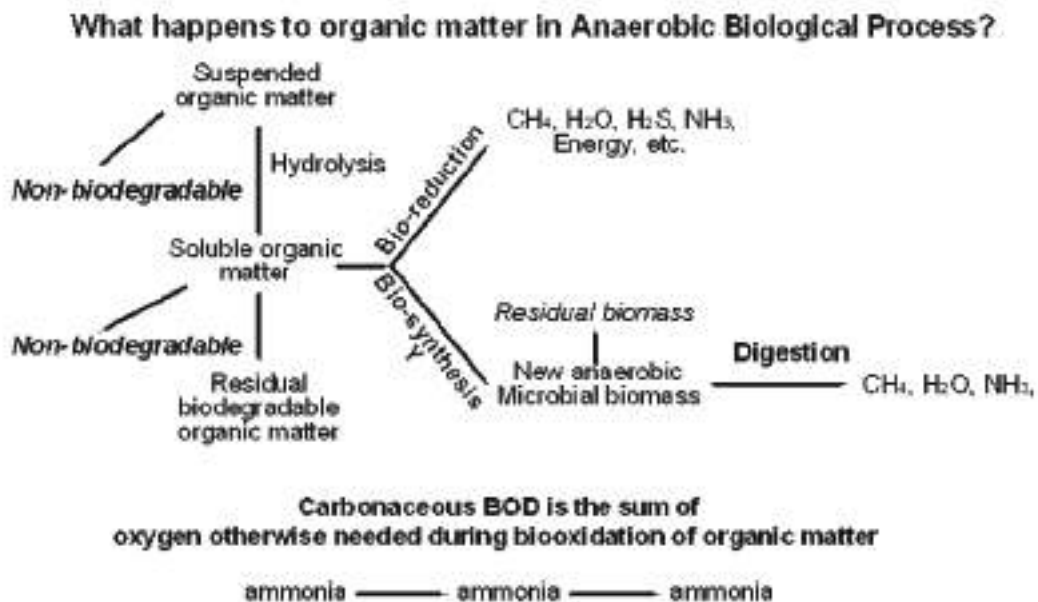 What happens to organic matter in Anaerobic Biological Process?
Suspended
organic matter
CH₄, H₂O, H₂S, NH₃,
Energy, etc.
Hydrolysis
Non-biodegradable
Bio-reduction
Soluble organic
matter
Bio-synthesis
Y
Residual biomass
Non-biodegradable
Digestion
New anaerobic
Microbial biomass
CH₄, H₂O, NH₃,
Residual
biodegradable
organic matter
Carbonaceous BOD is the sum of
oxygen otherwise needed during biooxidation of organic matter
ammonia ammonia ammonia